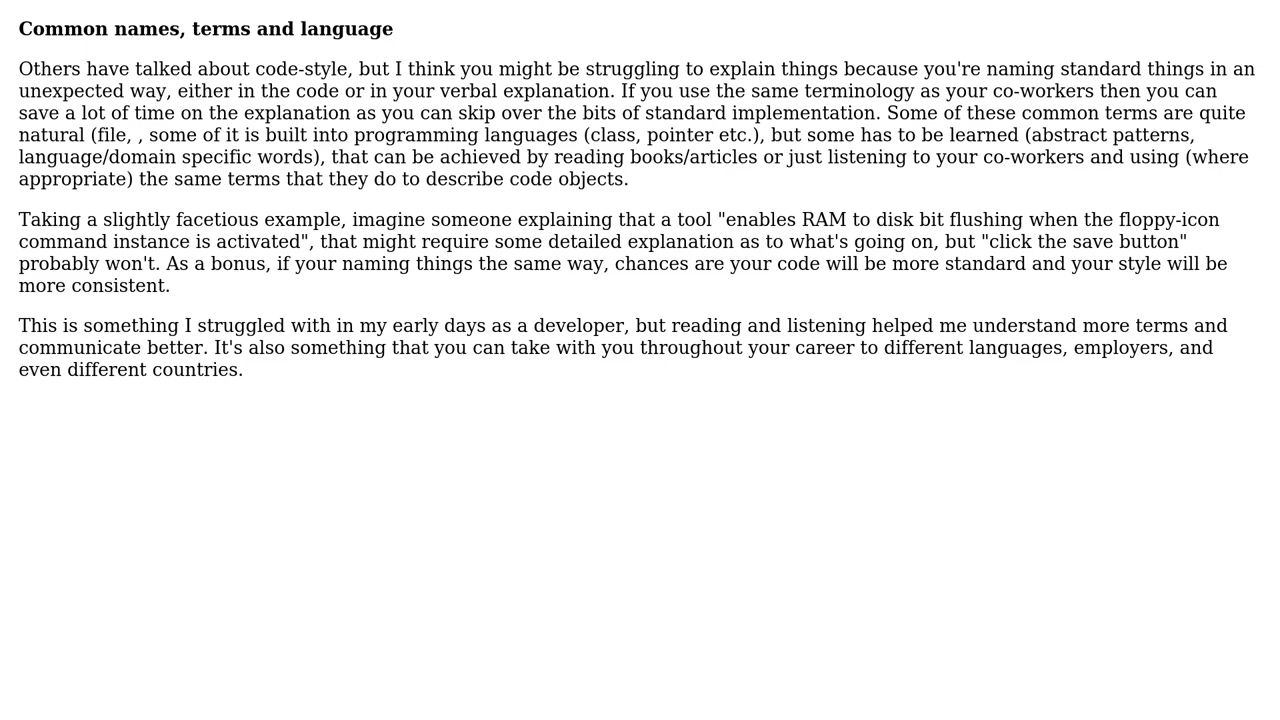 Common names, terms and language
Others have talked about code-style, but I think you might be struggling to explain things because you're naming standard things in an
unexpected way, either in the code or in your verbal explanation. If you use the same terminology as your co-workers then you can
save a lot of time on the explanation as you can skip over the bits of standard implementation. Some of these common terms are quite
natural (file, , some of it is built into programming languages (class, pointer etc.), but some has to be learned (abstract patterns,
language/domain specific words), that can be achieved by reading books/articles or just listening to your co-workers and using (where
appropriate) the same terms that they do to describe code objects.
Taking a slightly facetious example, imagine someone explaining that a tool "enables RAM to disk bit flushing when the floppy-icon
command instance is activated", that might require some detailed explanation as to what's going on, but "click the save button"
probably won't. As a bonus, if your naming things the same way, chances are your code will be more standard and your style will be
more consistent.
This is something I struggled with in my early days as a developer, but reading and listening helped me understand more terms and
communicate better. It's also something that you can take with you throughout your career to different languages, employers, and
even different countries.